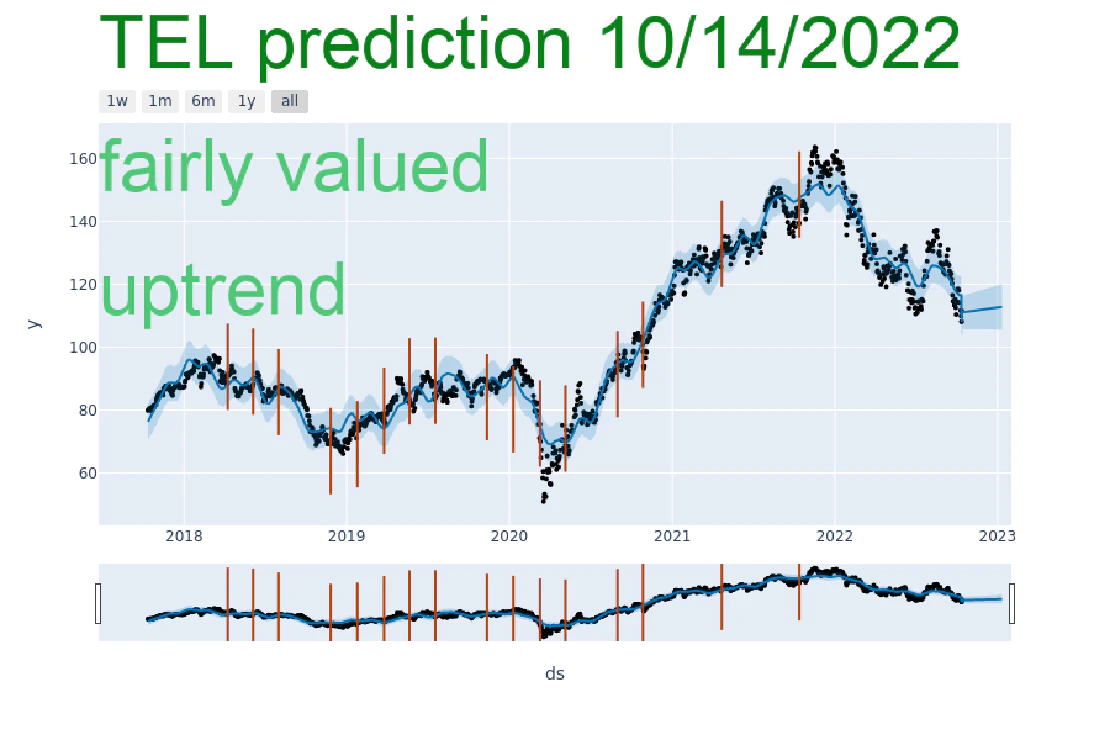 TEL prediction 10/14/2022
1w 1m 6m 1y all
fairly valued
uptrend
160
140
120
100
80
60
y
2018 2019 2020 2021 2022 2023
ds